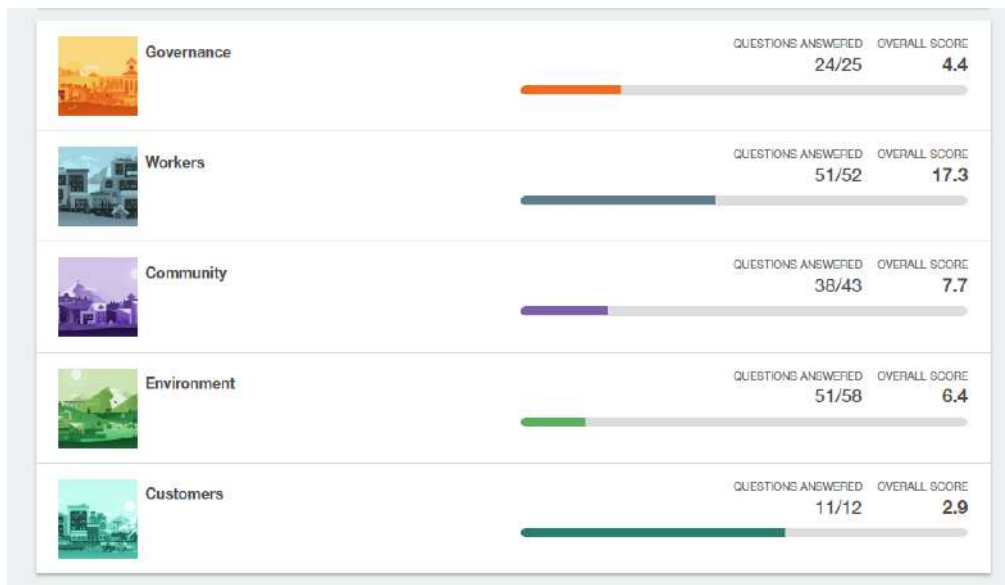 Governance
QUESTIONS ANSWERED OVERALL SCORE
24/25 4.4
Workers
QUESTIONS ANSWERED OVERALL SCORE
51/52 17.3
Community
QUESTIONS ANSWERED OVERALL SCORE
38/43 7.7
Environment
QUESTIONS ANSWERED OVERALL SCORE
51/58 6.4
Customers
QUESTIONS ANSWERED OVERALL SCORE
11/12 2.9